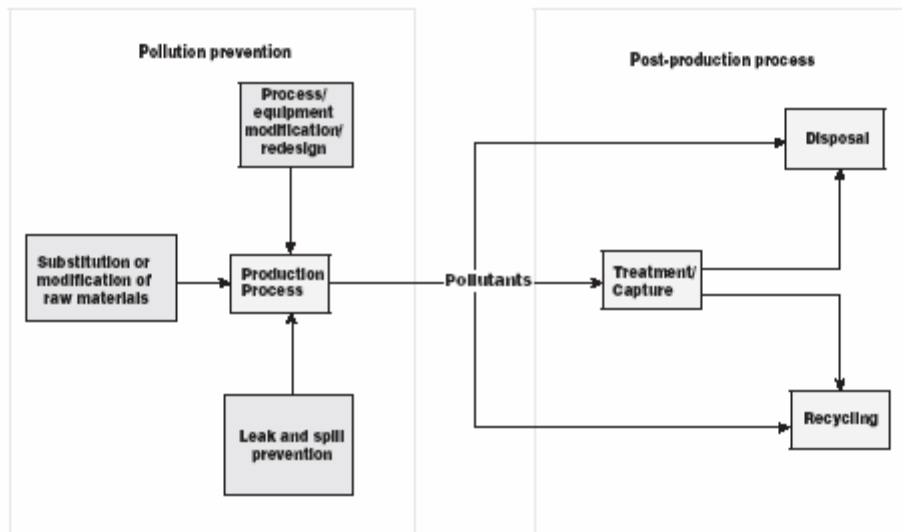 Pollution prevention
Post-production process
Process/
equipment
modification/
redesign
Disposal
Substitution or
modification of
raw materials
Production
Process
Pollutants
Treatment/
Capture
Leak and spill
prevention
Recycling